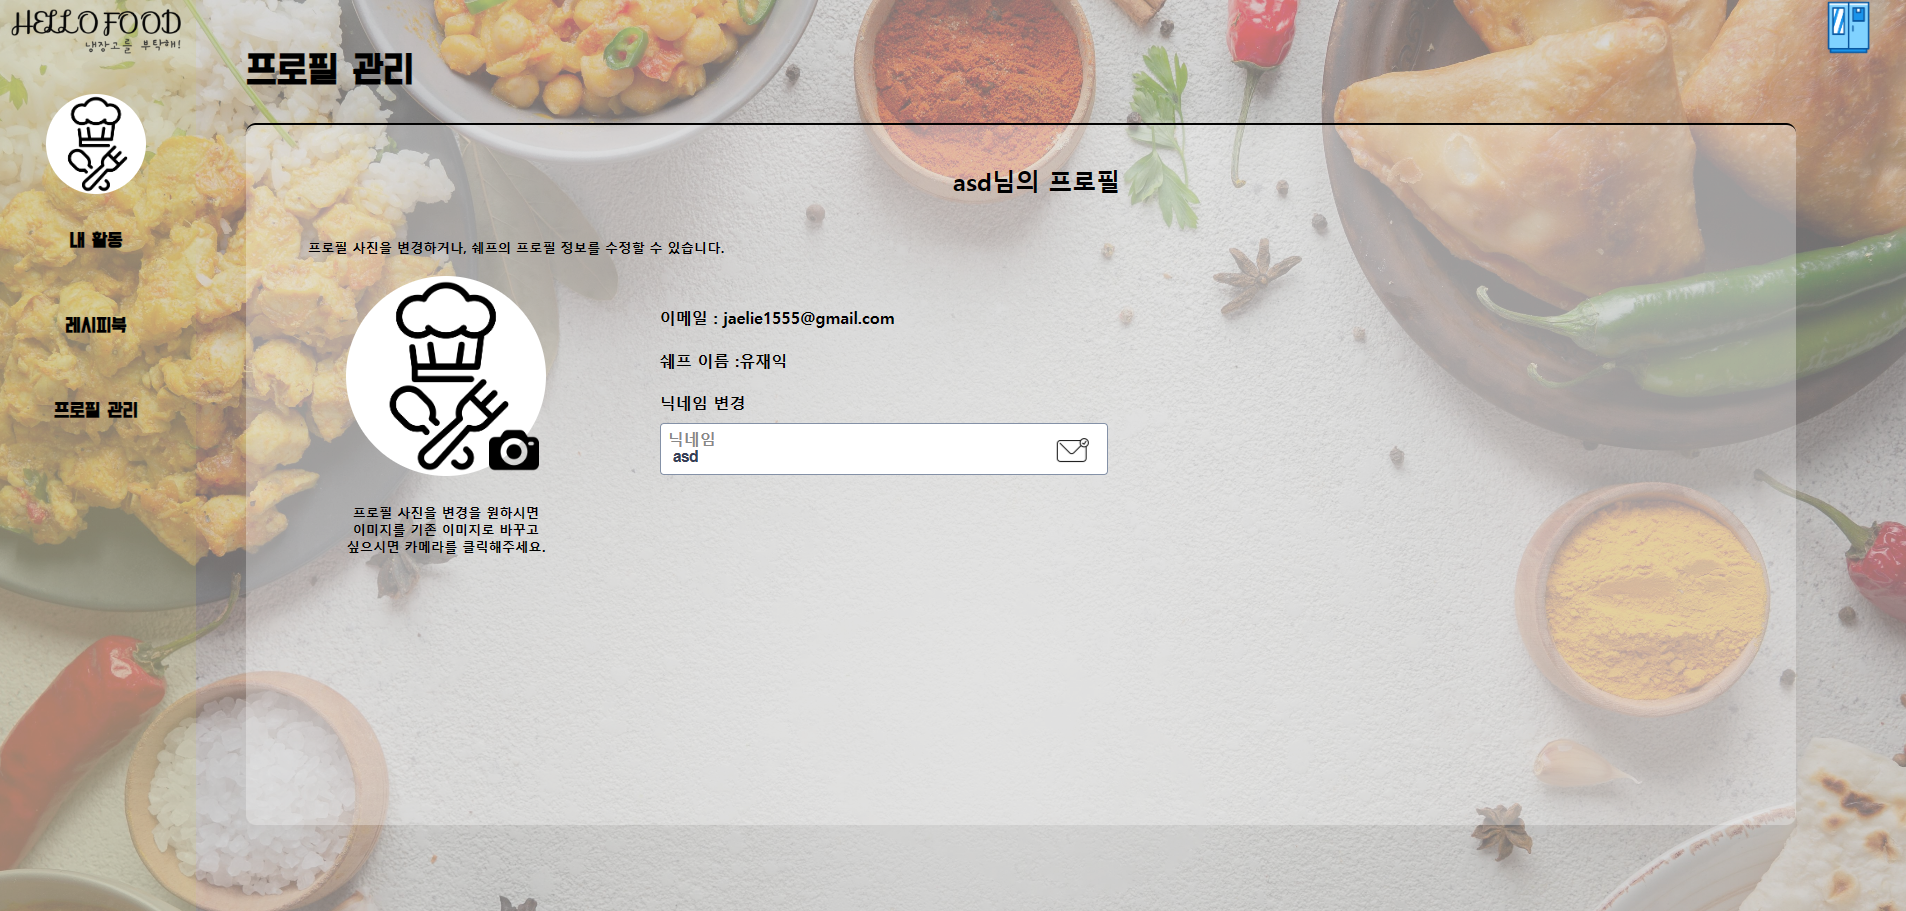 HELLO FOOD
냉장고를 부탁해!
내 활동
레시피북
프로필 관리
프로필 관리
asd님의 프로필
프로필 사진을 변경하거나, 쉐프의 프로필 정보를 수정할 수 있습니다.
프로필 사진을 변경을 원하시면
이미지를 기존 이미지로 바꾸고
싶으시면 카메라를 클릭해주세요.
이메일 : jaelie1555@gmail.com
쉐프 이름 :유재익
닉네임 변경
닉네임
asd